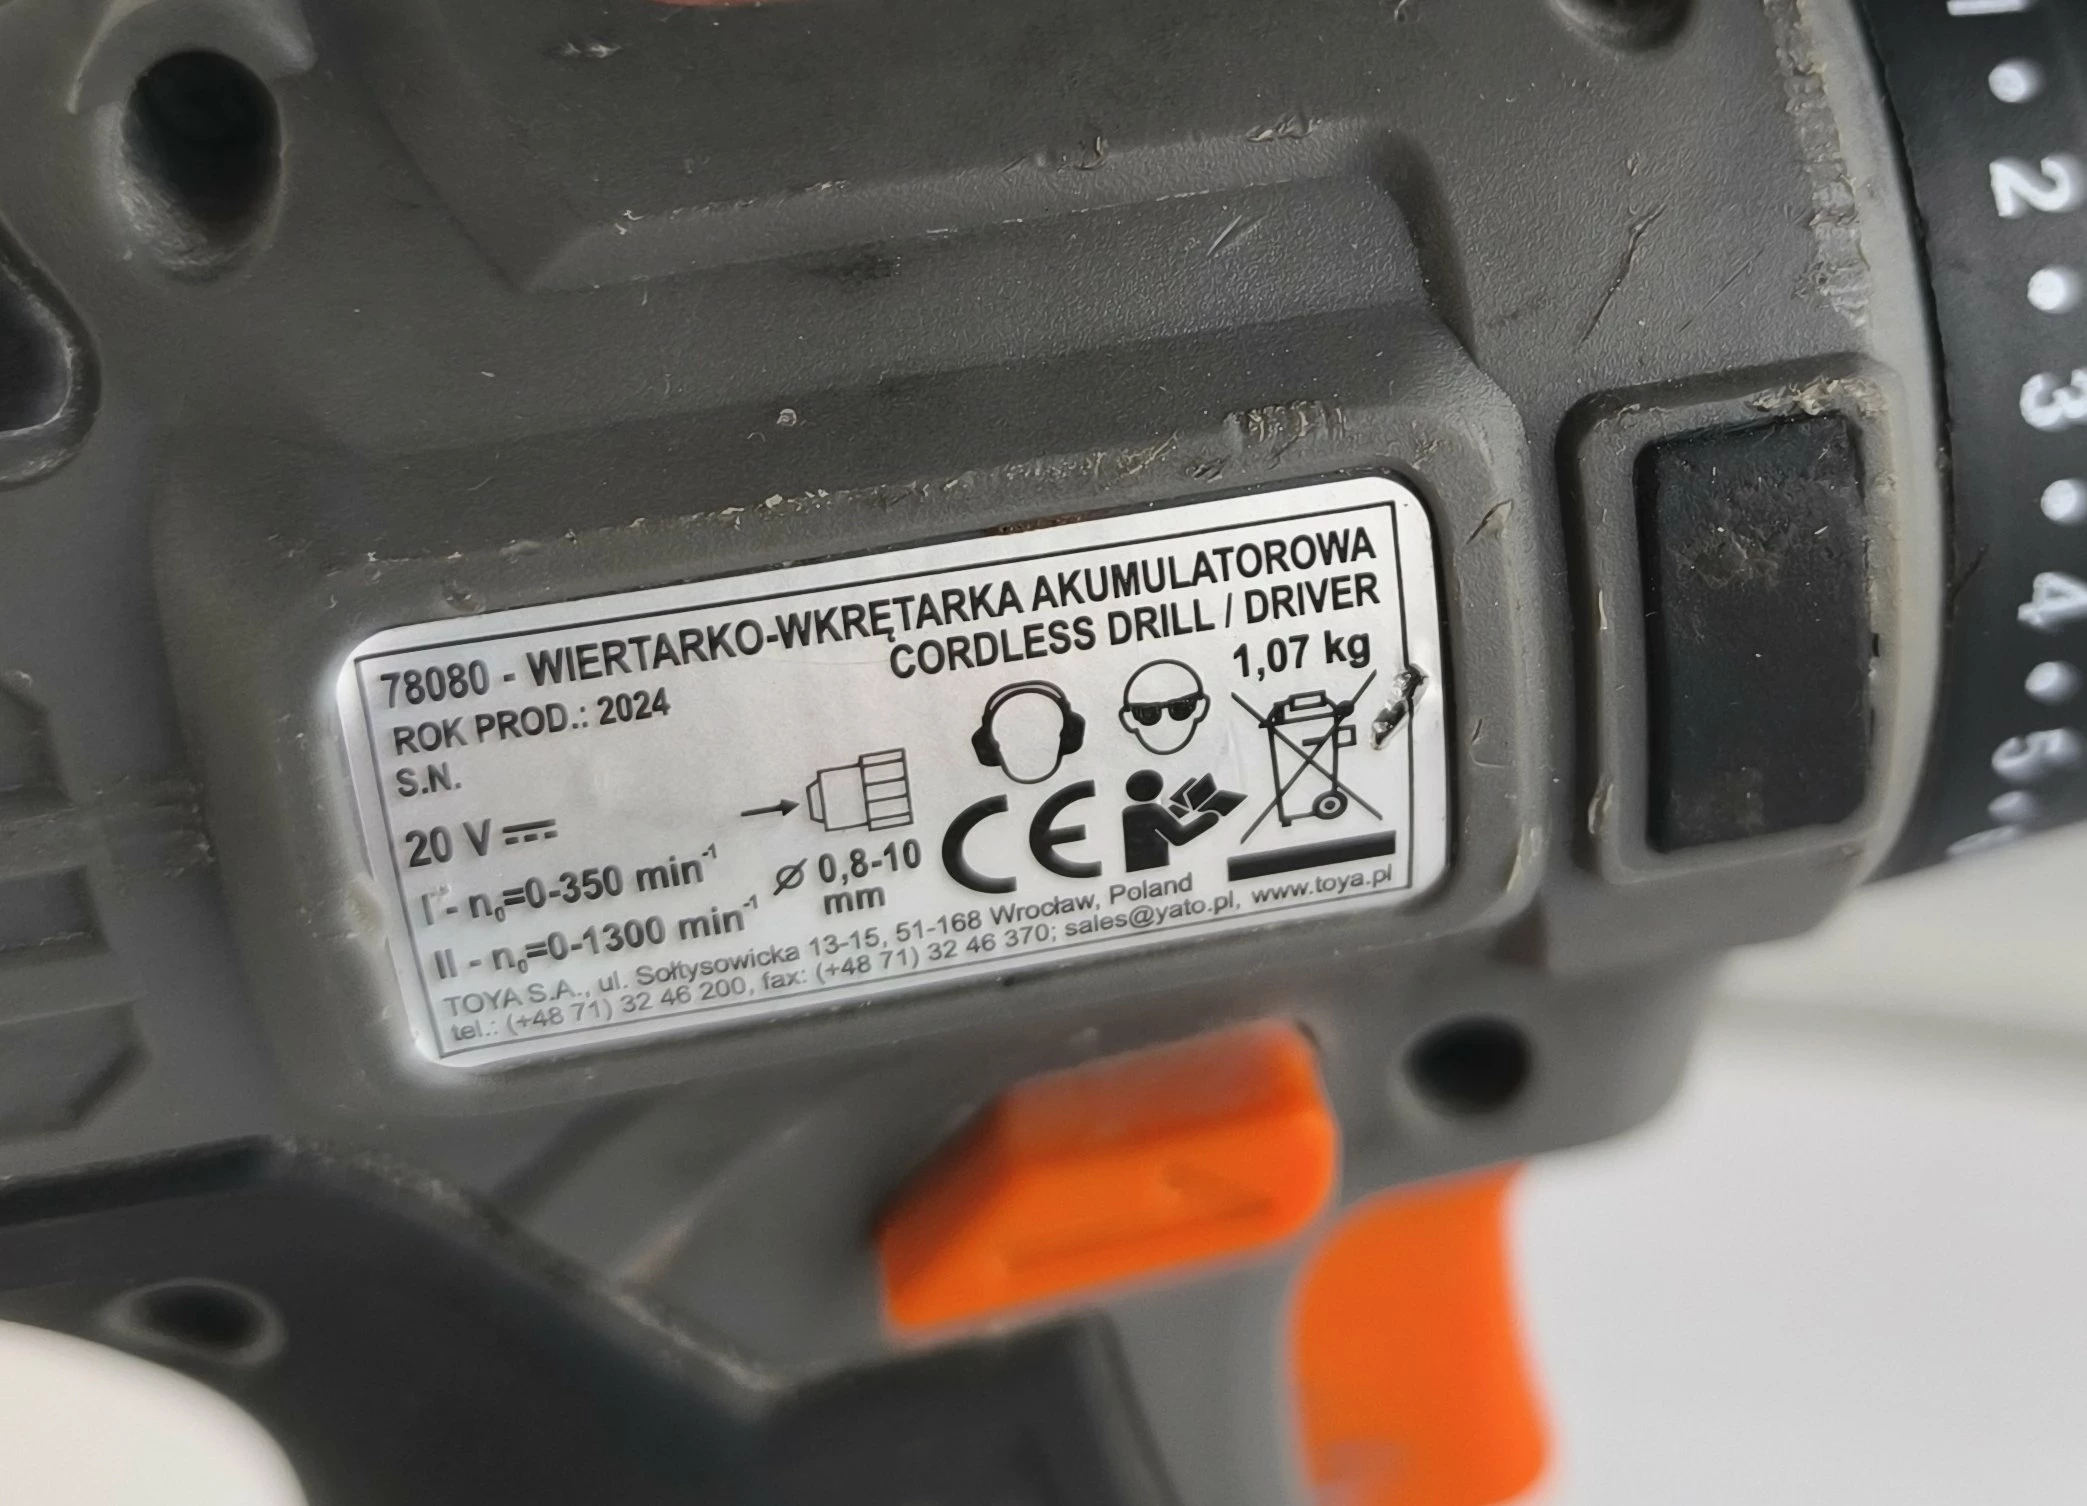 78080 - WIERTARKO-WKRĘTARKA AKUMULATOROWA
CORDLESS DRILL / DRIVER
ROK PROD.: 2024
1,07 kg
S.N.
20 V
I - n₀=0-350 min⁻¹
II - n₀=0-1300 min⁻¹
⌀ 0,8-10
mm
CE
TOYA S.A., ul. Sołtysowicka 13-15, 51-168 Wrocław, Poland
tel.: (+48 71) 32 46 200, fax: (+48 71) 32 46 370; sales@yato.pl, www.toya.pl
1
2
3
4
5